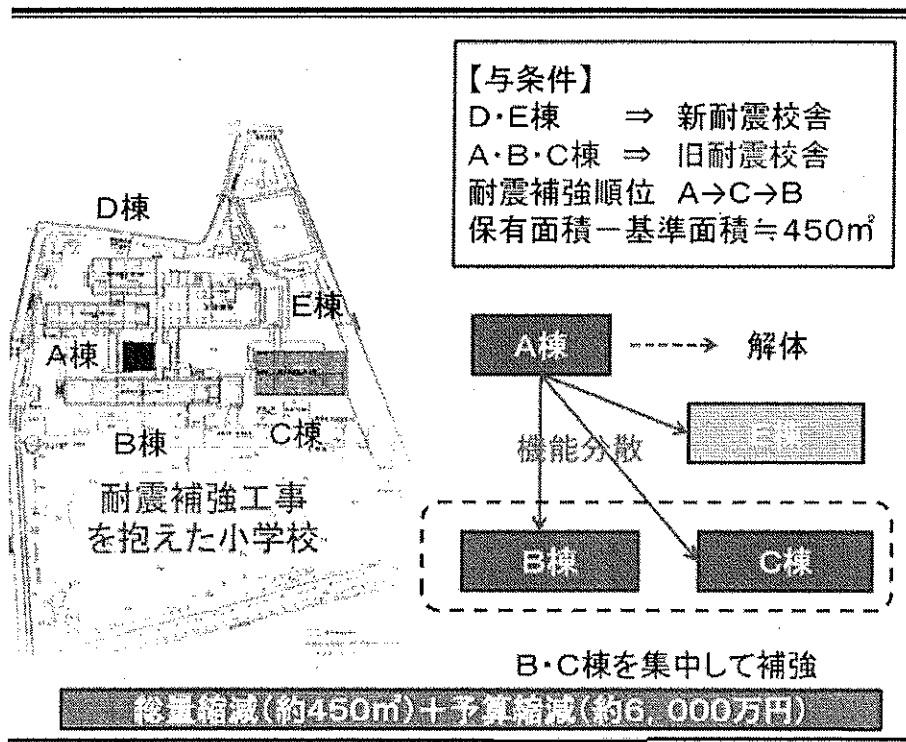 【与条件】
D・E棟 ⇒ 新耐震校舎
A・B・C棟 ⇒ 旧耐震校舎
耐震補強順位 A→C→B
保有面積－基準面積≒450㎡
D棟
E棟
A棟
B棟
C棟
耐震補強工事
を抱えた小学校
A棟
解体
機能分散
E棟
B棟
C棟
B・C棟を集中して補強
総量縮減(約450㎡)＋予算縮減(約6,000万円)